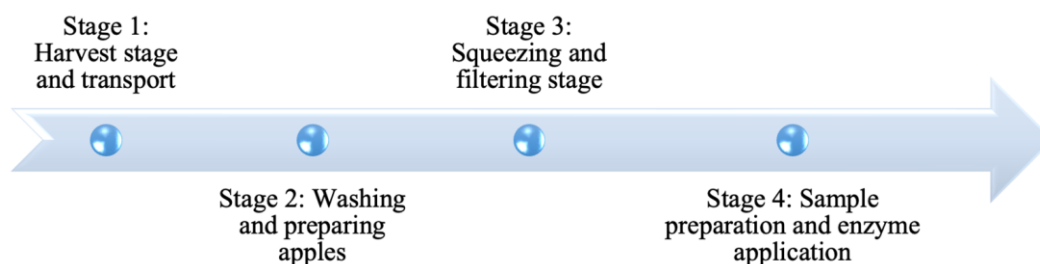 Stage 1:
Harvest stage
and transport
Stage 2: Washing
and preparing
apples
Stage 3:
Squeezing and
filtering stage
Stage 4: Sample
preparation and enzyme
application